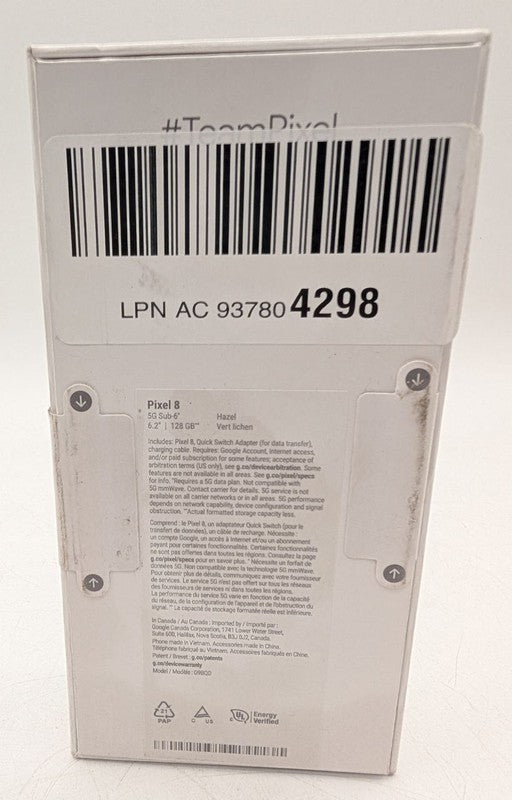 #TeamPixel
LPN AC 937804298
Pixel 8
5G Sub-6* Hazel
6.2" | 128 GB** Vert lichen
Includes: Pixel 8, Quick Switch Adapter (for data transfer),
charging cable. Requires: Google Account, internet access,
and/or paid subscription for some features; acceptance of
arbitration terms (US only), see g.co/devicearbitration. Some
features are not available in all areas. See g.co/pixel/specs
for info. *Requires a 5G data plan. Not compatible with
5G mmWave. Contact carrier for details. 5G service is not
available on all carrier networks or in all areas. 5G performance
depends on network capability, device configuration and signal
obstruction. **Actual formatted storage capacity less.
Comprend : le Pixel 8, un adaptateur Quick Switch (pour le
transfert de données), un câble de recharge. Nécessite :
un compte Google, un accès à Internet et/ou un abonnement
payant pour certaines fonctionnalités. Certaines fonctionnalités
ne sont pas offertes dans toutes les régions. Consultez la page
g.co/pixel/specs pour en savoir plus. * Nécessite un forfait de
données 5G. Non compatible avec la technologie 5G mmWave.
Pour obtenir plus de détails, communiquez avec votre fournisseur
de services. Le service 5G n'est pas offert sur tous les réseaux
des fournisseurs de services ni dans toutes les régions.
La performance du service 5G varie en fonction de la capacité
du réseau, de la configuration de l'appareil et de l'obstruction du
signal. ** La capacité de stockage formatée réelle est inférieure.
In Canada / Au Canada : Imported by / Importé par :
Google Canada Corporation, 1741 Lower Water Street,
Suite 600, Halifax, Nova Scotia, B3J 0J2, Canada.
Phone made in Vietnam. Accessories made in China.
Téléphone fabriqué au Vietnam. Accessoires fabriqués en Chine.
Patent / Brevet : g.co/patents
g.co/devicewarranty
Model / Modèle : G9BQD
21
PAP
UL
US
Energy
Verified